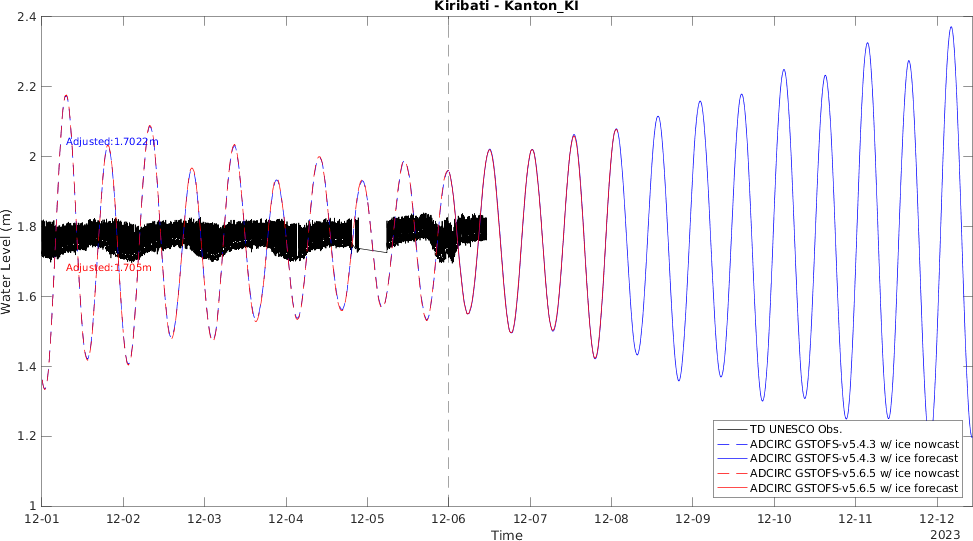 Kiribati - Kanton_KI
2.4
2.2
2
1.8
1.6
1.4
1.2
1
Water Level (m)
Adjusted:1.7022m
Adjusted:1.705m
TD UNESCO Obs.
ADCIRC GSTOFS-v5.4.3 w/ ice nowcast
ADCIRC GSTOFS-v5.4.3 w/ ice forecast
ADCIRC GSTOFS-v5.6.5 w/ ice nowcast
ADCIRC GSTOFS-v5.6.5 w/ ice forecast
12-01 12-02 12-03 12-04 12-05 12-06 12-07 12-08 12-09 12-10 12-11 12-12
2023
Time